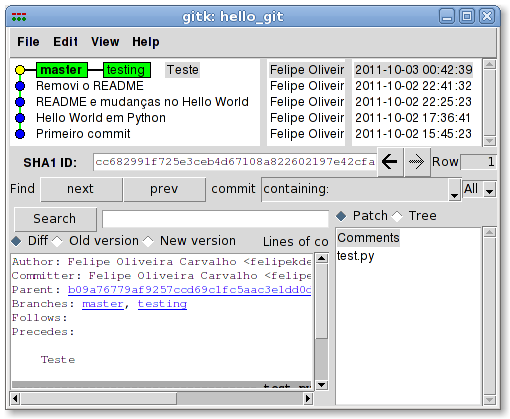 gitk: hello_git
File Edit View Help
master testing Teste Felipe Oliveir 2011-10-03 00:42:39
Removi o README Felipe Oliveir 2011-10-02 22:41:32
README e mudanças no Hello World Felipe Oliveir 2011-10-02 22:25:23
Hello World em Python Felipe Oliveir 2011-10-02 17:36:41
Primeiro commit Felipe Oliveir 2011-10-02 15:45:23
SHA1 ID: cc682991f725e3ceb4d67108a822602197e42cfa Row 1
Find next prev commit containing: All
Search
Patch Tree
Diff Old version New version Lines of co
Comments
test.py
Author: Felipe Oliveira Carvalho <felipekde
Committer: Felipe Oliveira Carvalho <felipe
Parent: b09a76779af9257ccd69c1fc5aac3e1dd0c
Branches: master, testing
Follows:
Precedes:
Teste